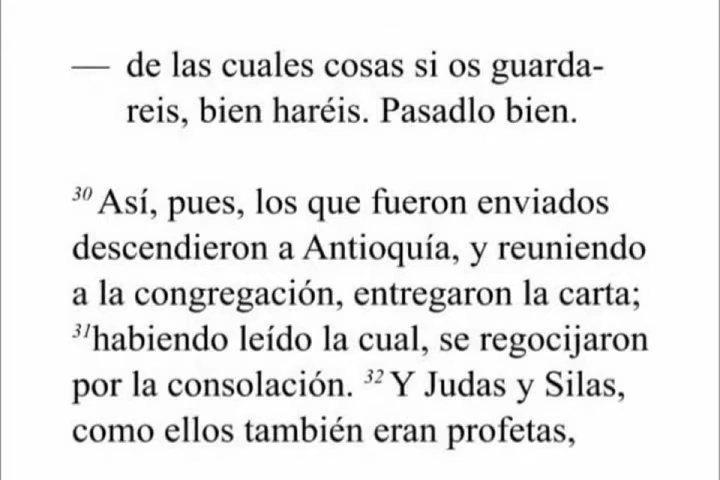 — de las cuales cosas si os guarda-
reis, bien haréis. Pasadlo bien.
30 Así, pues, los que fueron enviados
descendieron a Antioquía, y reuniendo
a la congregación, entregaron la carta;
31habiendo leído la cual, se regocijaron
por la consolación. 32 Y Judas y Silas,
como ellos también eran profetas,